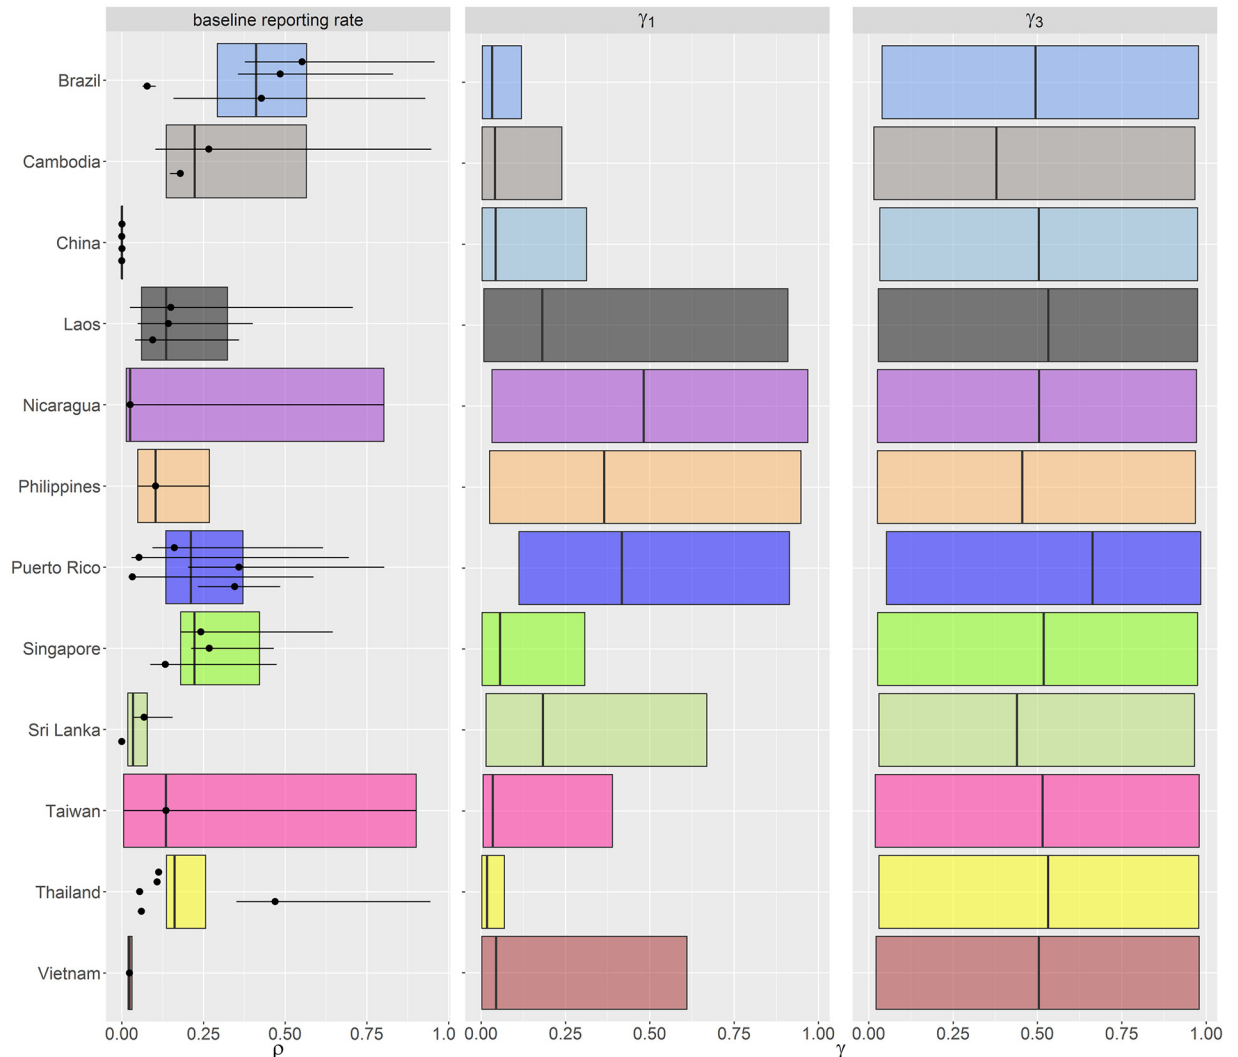 baseline reporting rate
γ1
γ3
Brazil
Cambodia
China
Laos
Nicaragua
Philippines
Puerto Rico
Singapore
Sri Lanka
Taiwan
Thailand
Vietnam
0.00 0.25 0.50 0.75 1.00
0.00 0.25 0.50 0.75 1.00
0.00 0.25 0.50 0.75 1.00
ρ
γ